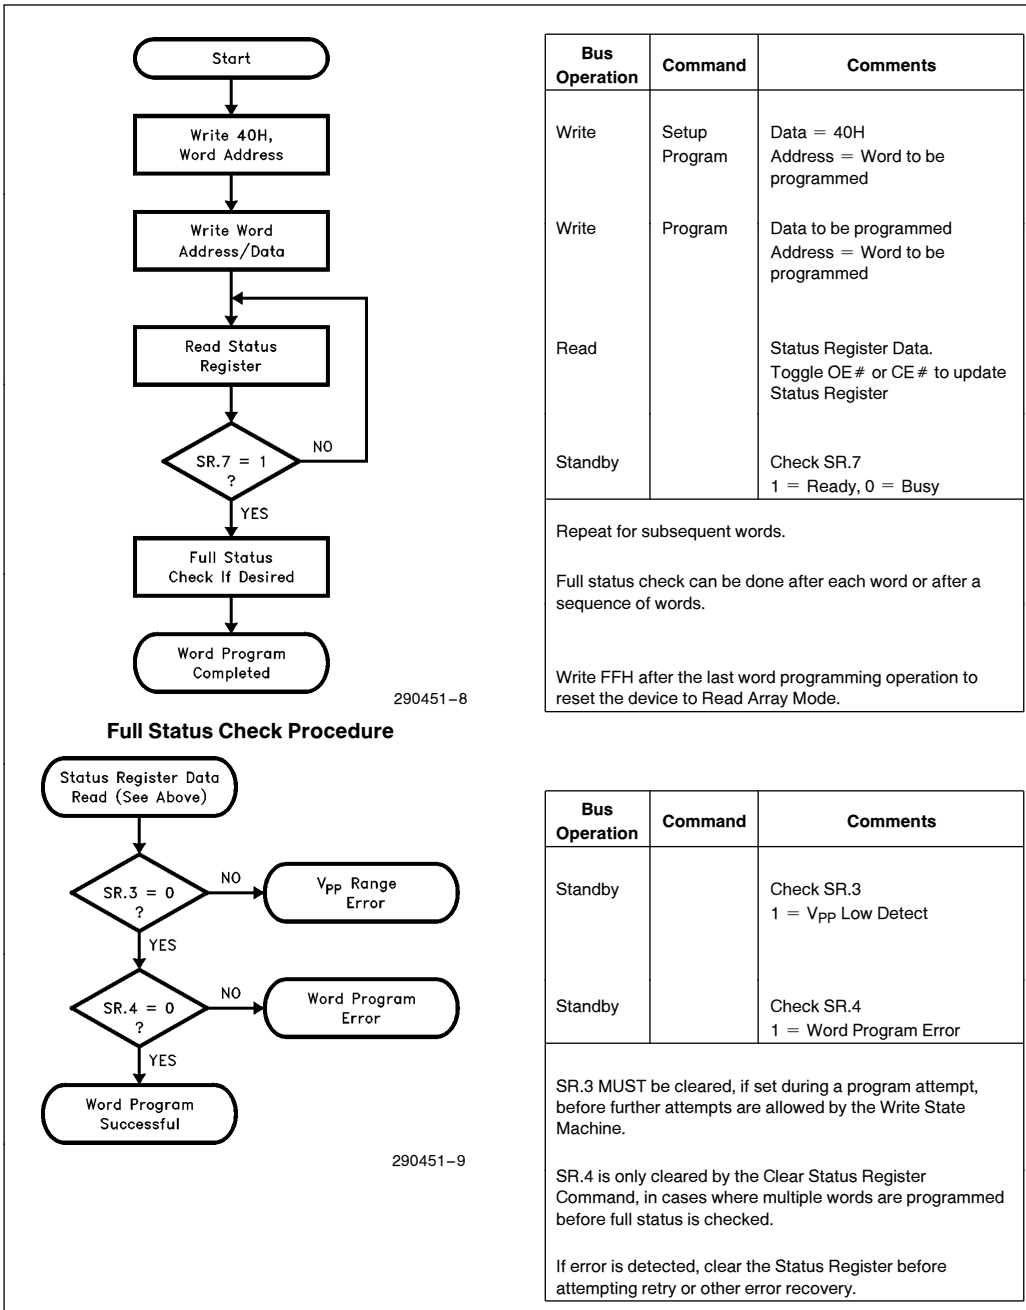 Start
Write 40H,
Word Address
Write Word
Address/Data
Read Status
Register
SR.7 = 1
?
NO
YES
Full Status
Check If Desired
Word Program
Completed
290451–8
Bus
Operation
Command
Comments
Write
Setup
Program
Data = 40H
Address = Word to be
programmed
Write
Program
Data to be programmed
Address = Word to be
programmed
Read
Status Register Data.
Toggle OE# or CE# to update
Status Register
Standby
Check SR.7
1 = Ready, 0 = Busy
Repeat for subsequent words.
Full status check can be done after each word or after a
sequence of words.
Write FFH after the last word programming operation to
reset the device to Read Array Mode.
Full Status Check Procedure
Status Register Data
Read (See Above)
SR.3 = 0
?
NO
VPP Range
Error
YES
SR.4 = 0
?
NO
Word Program
Error
YES
Word Program
Successful
290451–9
Bus
Operation
Command
Comments
Standby
Check SR.3
1 = VPP Low Detect
Standby
Check SR.4
1 = Word Program Error
SR.3 MUST be cleared, if set during a program attempt,
before further attempts are allowed by the Write State
Machine.
SR.4 is only cleared by the Clear Status Register
Command, in cases where multiple words are programmed
before full status is checked.
If error is detected, clear the Status Register before
attempting retry or other error recovery.